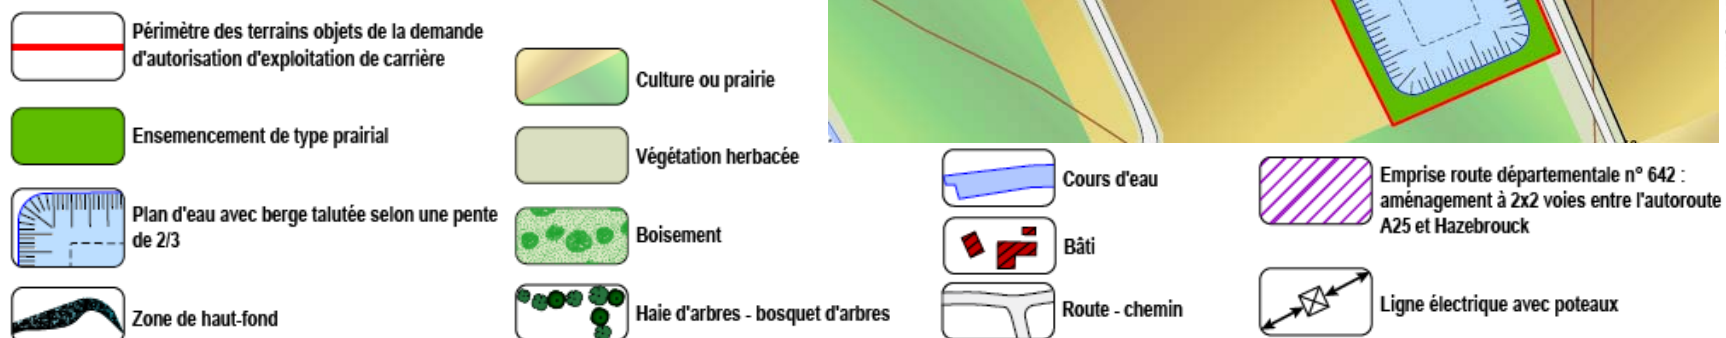 Périmètre des terrains objets de la demande
d'autorisation d'exploitation de carrière
Ensemencement de type prairial
Plan d'eau avec berge talutée selon une pente
de 2/3
Zone de haut-fond
Culture ou prairie
Végétation herbacée
Boisement
Haie d'arbres - bosquet d'arbres
Cours d'eau
Bâti
Route - chemin
Emprise route départementale n° 642 :
aménagement à 2x2 voies entre l'autoroute
A25 et Hazebrouck
Ligne électrique avec poteaux